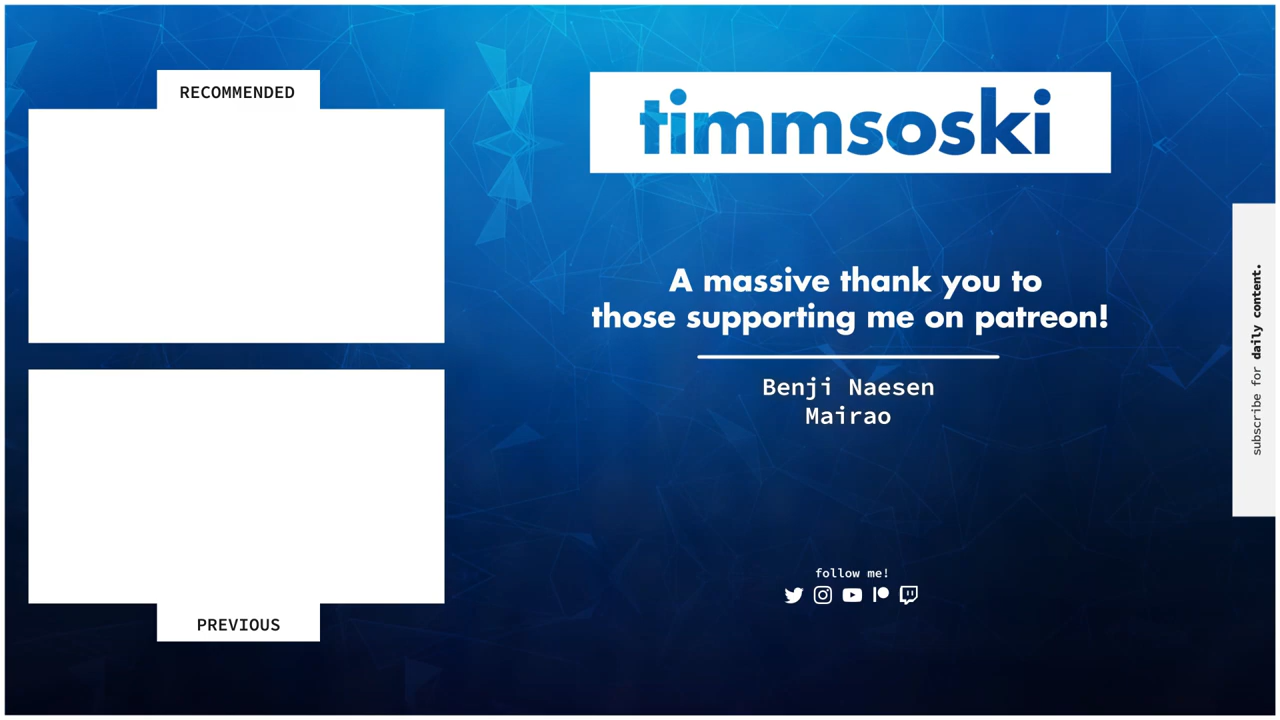 RECOMMENDED
PREVIOUS
timmsoski
A massive thank you to
those supporting me on patreon!
Benji Naesen
Mairao
follow me!
subscribe for daily content.